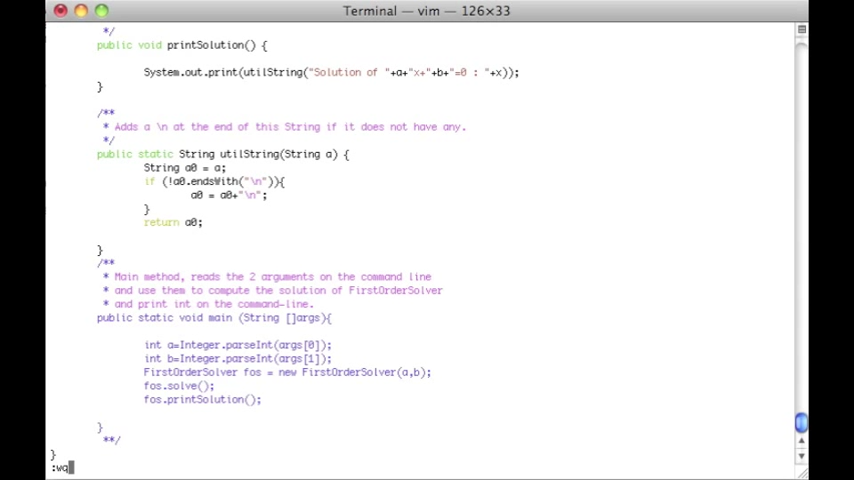 Terminal — vim — 126×33
*/
public void printSolution() {
System.out.print(utilString("Solution of "+a+"x+"+b+"=0 : "+x));
}
/**
* Adds a \n at the end of this String if it does not have any.
*/
public static String utilString(String a) {
String a0 = a;
if (!a0.endsWith("\n")){
a0 = a0+"\n";
}
return a0;
}
/**
* Main method, reads the 2 arguments on the command line
* and use them to compute the solution of FirstOrderSolver
* and print int on the command-line.
public static void main (String []args){
int a=Integer.parseInt(args[0]);
int b=Integer.parseInt(args[1]);
FirstOrderSolver fos = new FirstOrderSolver(a,b);
fos.solve();
fos.printSolution();
}
**/
}
:wq